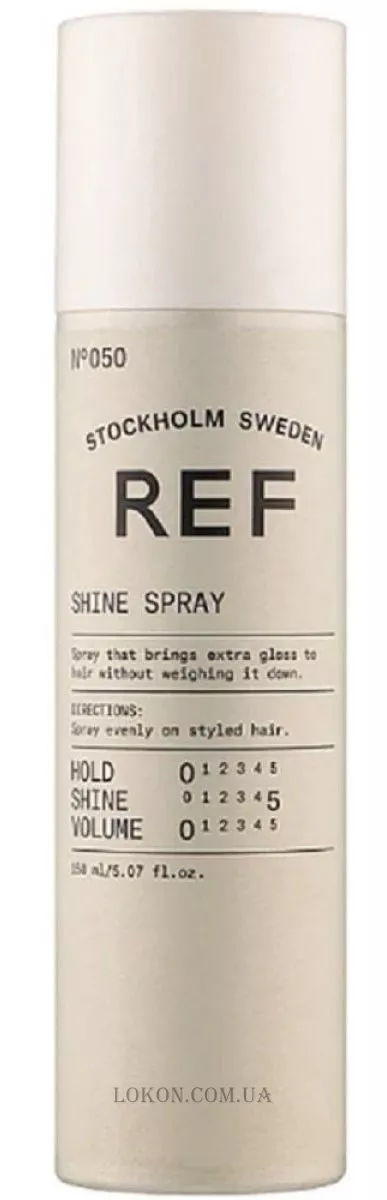 Nº050
STOCKHOLM SWEDEN
REF
SHINE SPRAY
Spray that brings extra gloss to
hair without weighing it down.
DIRECTIONS:
Spray evenly on styled hair.
HOLD 0 1 2 3 4 5
SHINE 0 1 2 3 4 5
VOLUME 0 1 2 3 4 5
150 ml/5.07 fl.oz.
LOKON.COM.UA